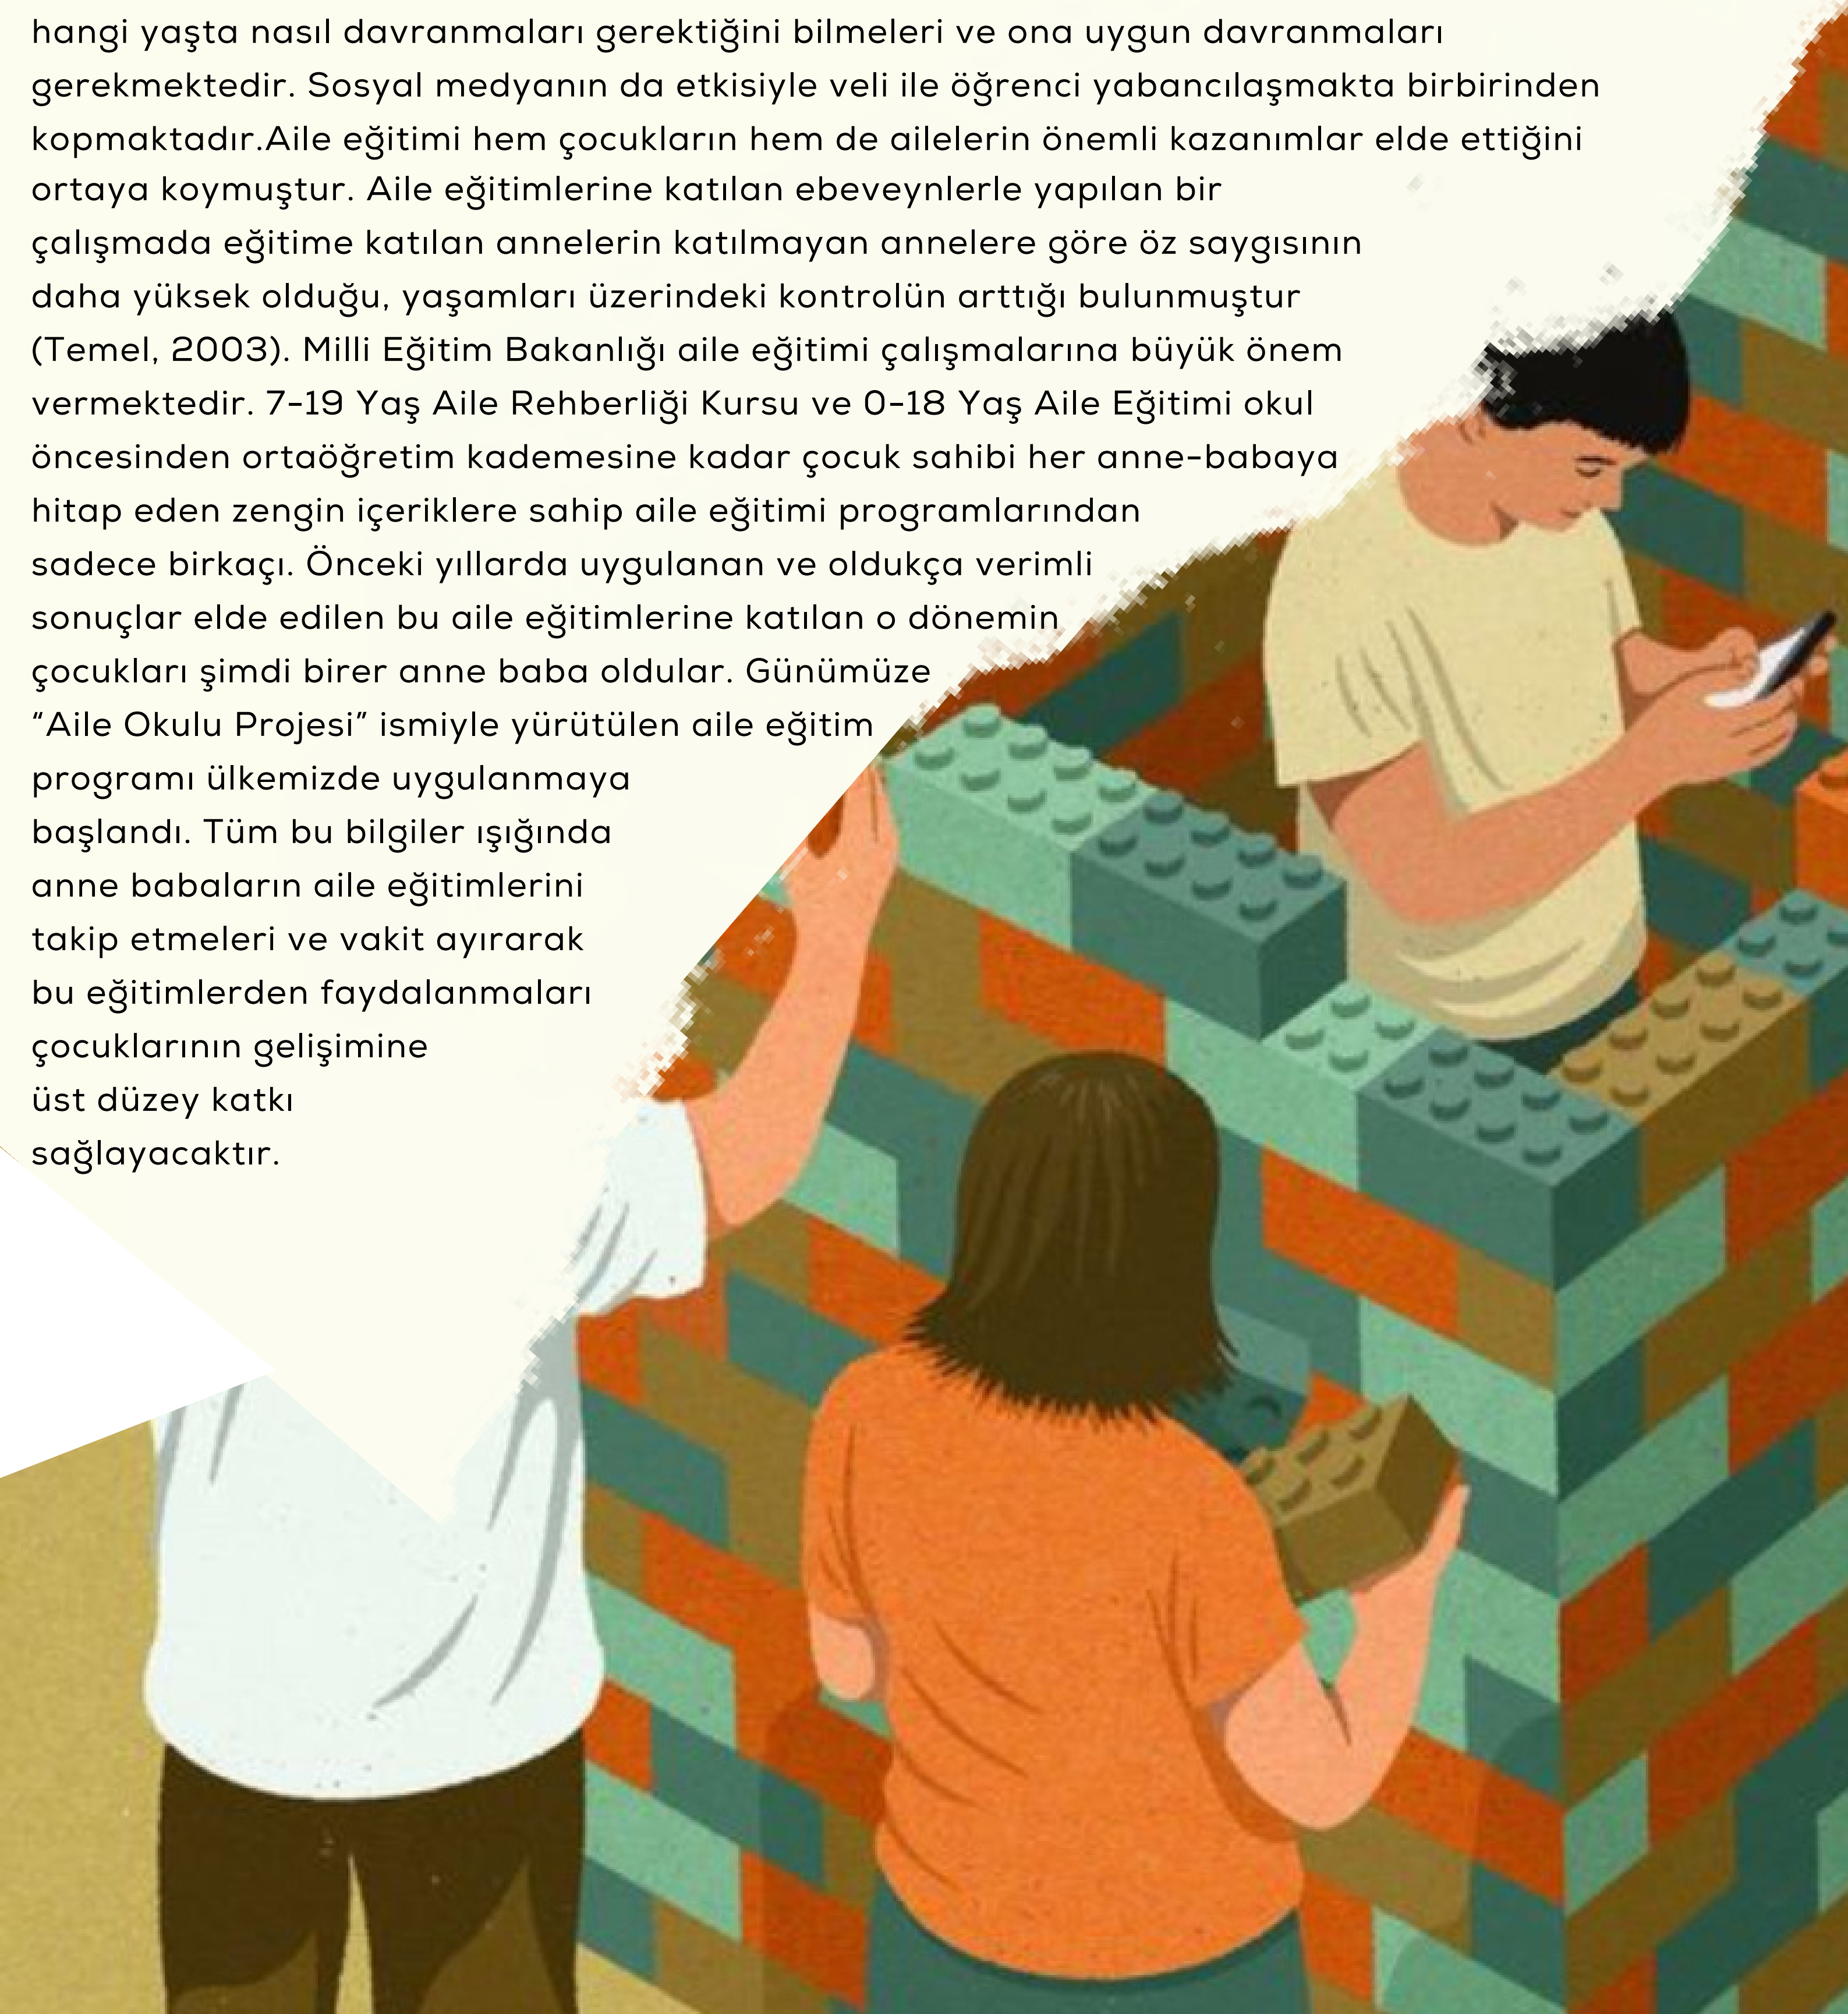 hangi yaşta nasıl davranmaları gerektiğini bilmeleri ve ona uygun davranmaları
gerekmektedir. Sosyal medyanın da etkisiyle veli ile öğrenci yabancılaşmakta birbirinden
kopmaktadır.Aile eğitimi hem çocukların hem de ailelerin önemli kazanımlar elde ettiğini
ortaya koymuştur. Aile eğitimlerine katılan ebeveynlerle yapılan bir
çalışmada eğitime katılan annelerin katılmayan annelere göre öz saygısının
daha yüksek olduğu, yaşamları üzerindeki kontrolün arttığı bulunmuştur
(Temel, 2003). Milli Eğitim Bakanlığı aile eğitimi çalışmalarına büyük önem
vermektedir. 7-19 Yaş Aile Rehberliği Kursu ve 0-18 Yaş Aile Eğitimi okul
öncesinden ortaöğretim kademesine kadar çocuk sahibi her anne-babaya
hitap eden zengin içeriklere sahip aile eğitimi programlarından
sadece birkaçı. Önceki yıllarda uygulanan ve oldukça verimli
sonuçlar elde edilen bu aile eğitimlerine katılan o dönemin
çocukları şimdi birer anne baba oldular. Günümüze
“Aile Okulu Projesi” ismiyle yürütülen aile eğitim
programı ülkemizde uygulanmaya
başlandı. Tüm bu bilgiler ışığında
anne babaların aile eğitimlerini
takip etmeleri ve vakit ayırarak
bu eğitimlerden faydalanmaları
çocuklarının gelişimine
üst düzey katkı
sağlayacaktır.